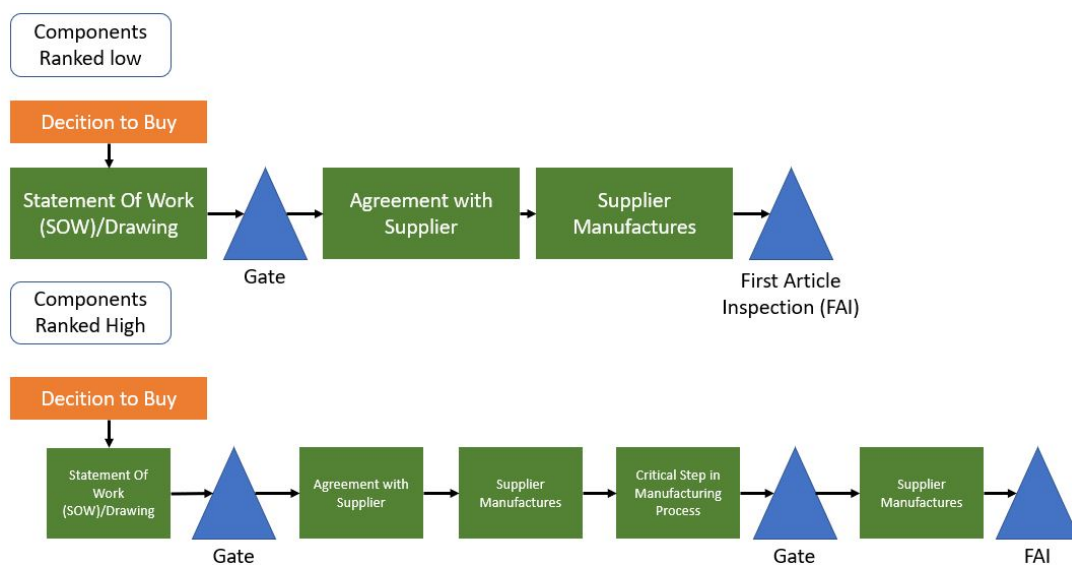 Components
Ranked low
Decition to Buy
Statement Of Work
(SOW)/Drawing
Gate
Agreement with
Supplier
Supplier
Manufactures
First Article
Inspection (FAI)
Components
Ranked High
Decition to Buy
Statement Of
Work
(SOW)/Drawing
Gate
Agreement with
Supplier
Supplier
Manufactures
Critical Step in
Manufacturing
Process
Gate
Supplier
Manufactures
FAI